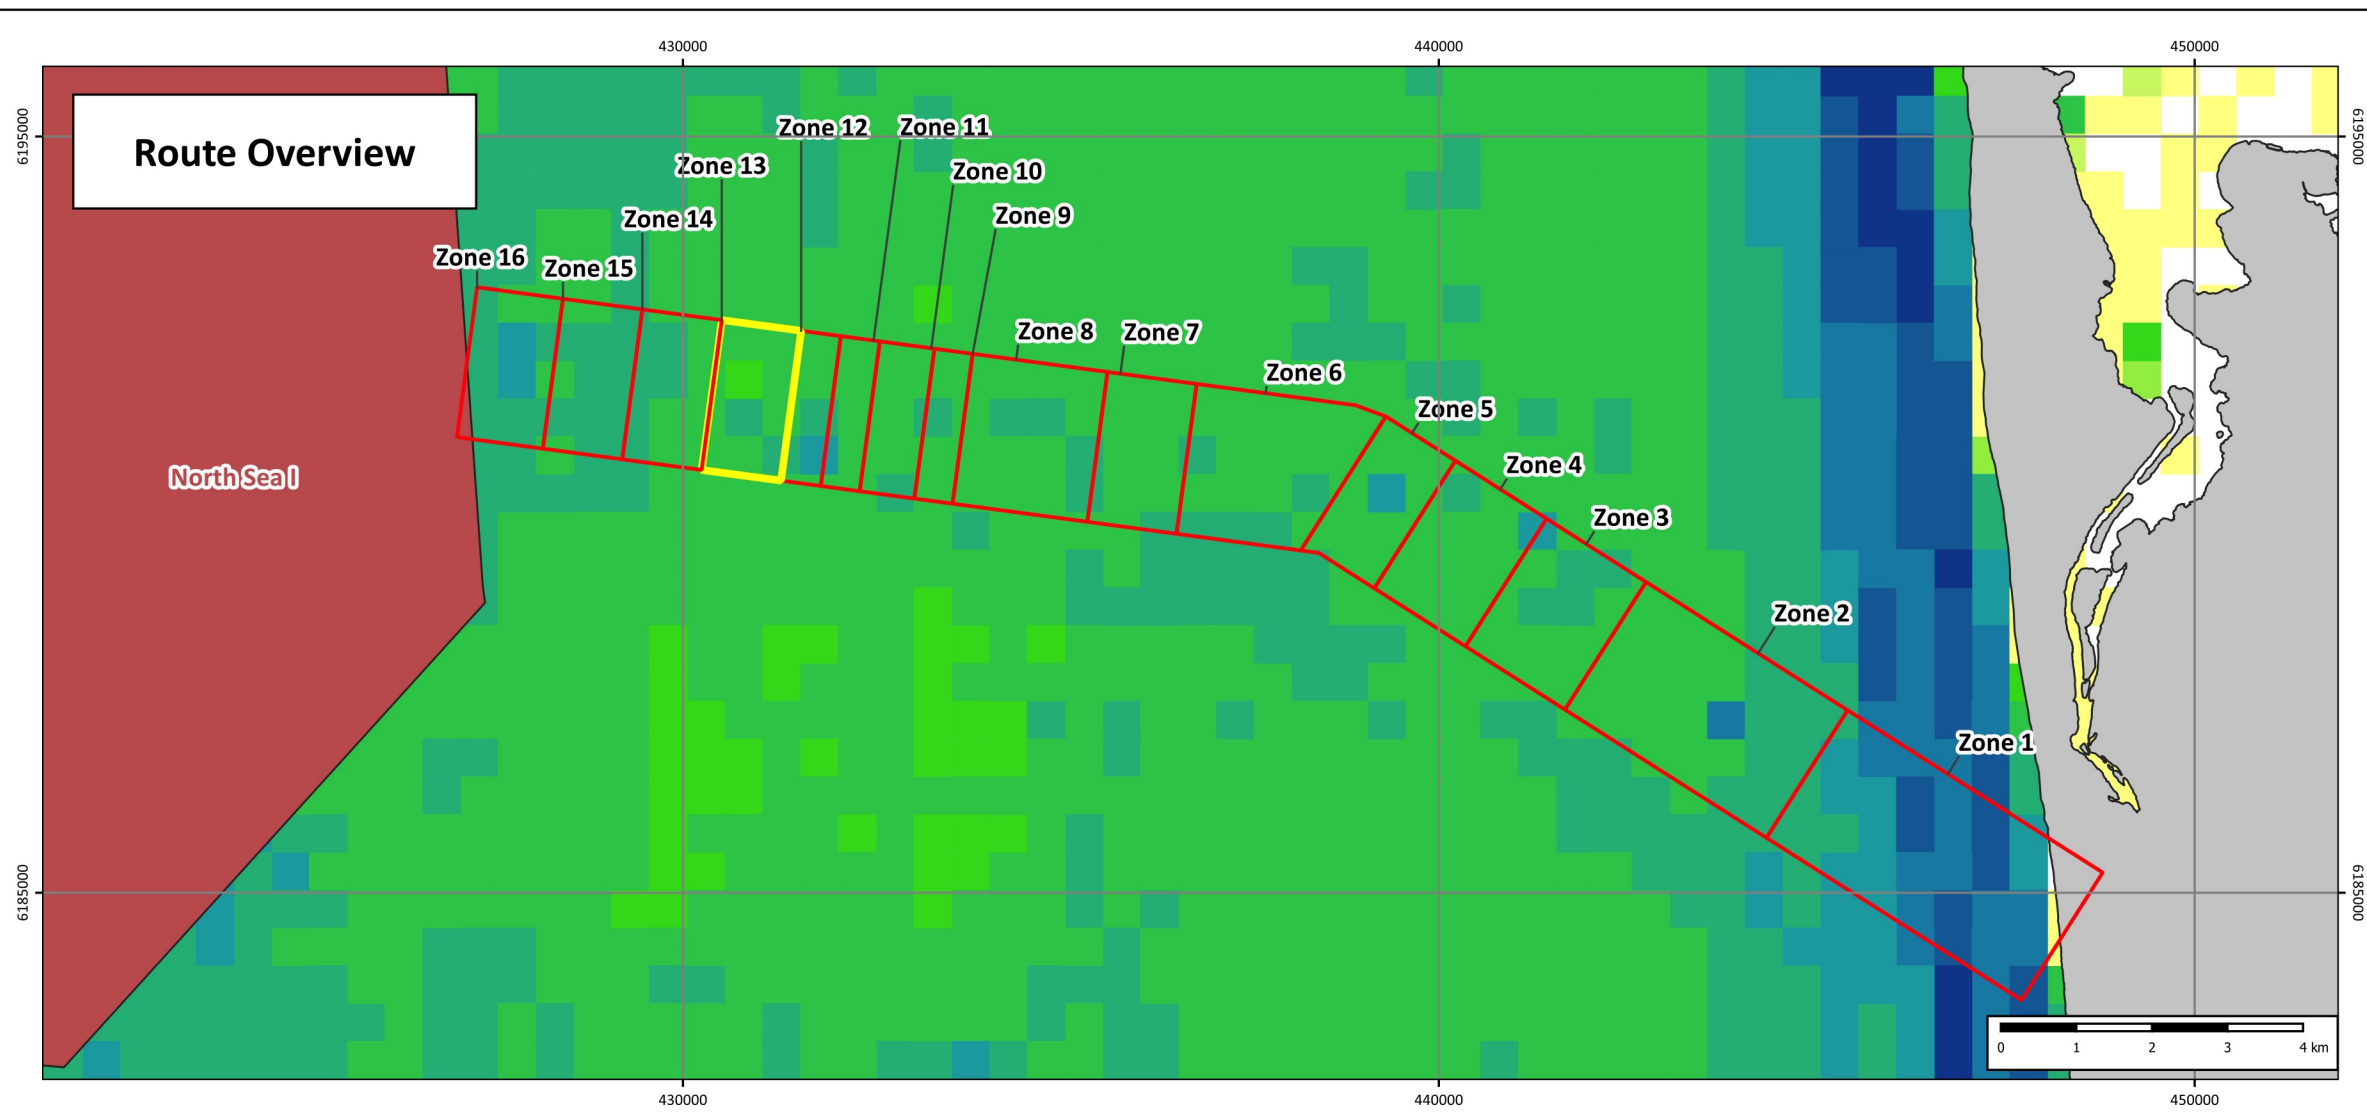 430000
440000
450000
6195000
6195000
Route Overview
Zone 12
Zone 11
Zone 13
Zone 10
Zone 14
Zone 9
Zone 16
Zone 15
Zone 8
Zone 7
Zone 6
Zone 5
Zone 4
North Sea I
Zone 3
Zone 2
Zone 1
6185000
6185000
0 1 2 3 4 km
430000
440000
450000